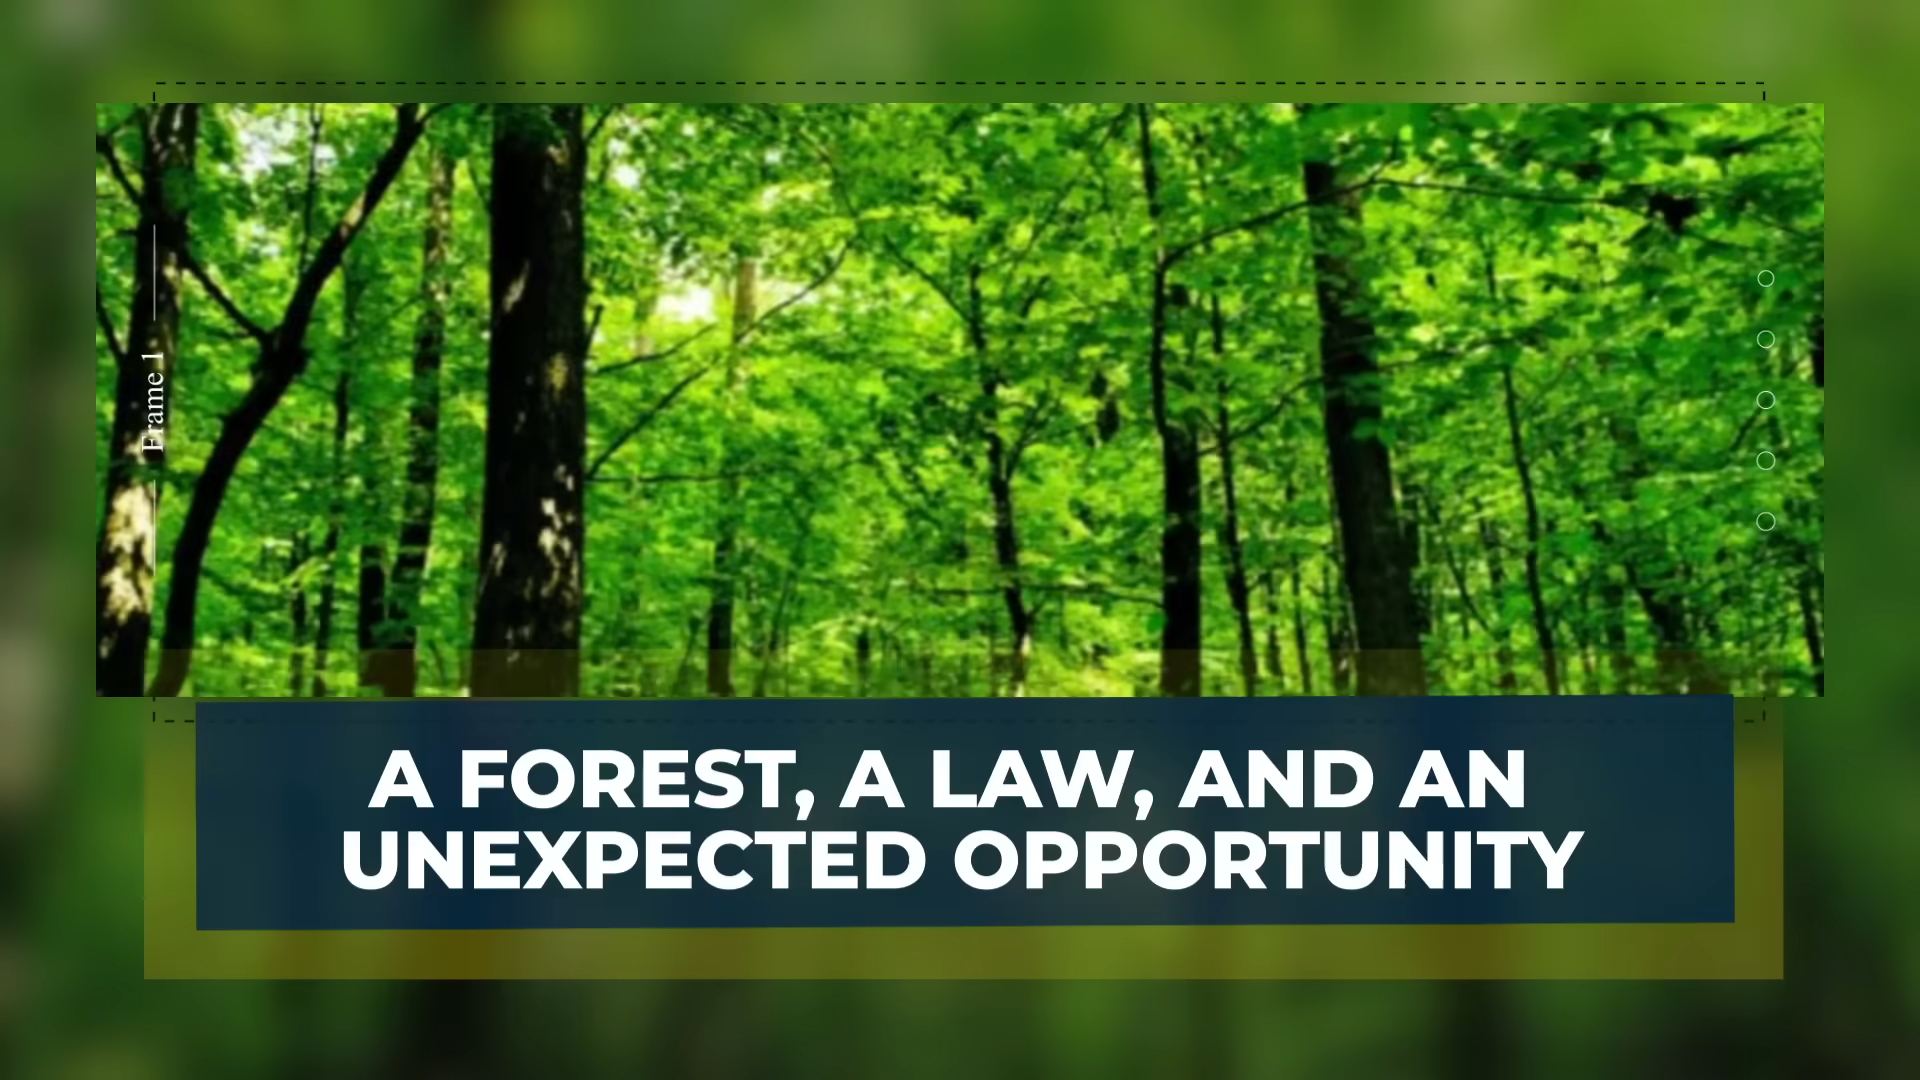 Frame 1
A FOREST, A LAW, AND AN
UNEXPECTED OPPORTUNITY